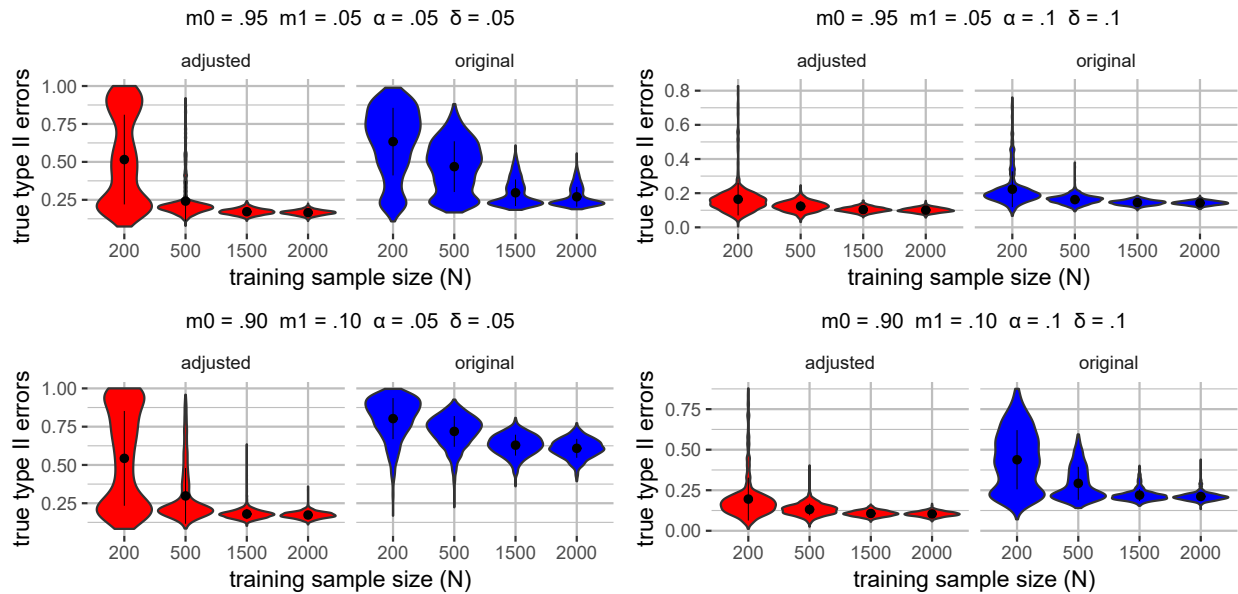 m0 = .95 m1 = .05 α = .05 δ = .05
adjusted original
true type II errors
1.00
0.75
0.50
0.25
200 500 1500 2000 200 500 1500 2000
training sample size (N)
m0 = .95 m1 = .05 α = .1 δ = .1
adjusted original
true type II errors
0.8
0.6
0.4
0.2
0.0
200 500 1500 2000 200 500 1500 2000
training sample size (N)
m0 = .90 m1 = .10 α = .05 δ = .05
adjusted original
true type II errors
1.00
0.75
0.50
0.25
200 500 1500 2000 200 500 1500 2000
training sample size (N)
m0 = .90 m1 = .10 α = .1 δ = .1
adjusted original
true type II errors
0.75
0.50
0.25
0.00
200 500 1500 2000 200 500 1500 2000
training sample size (N)